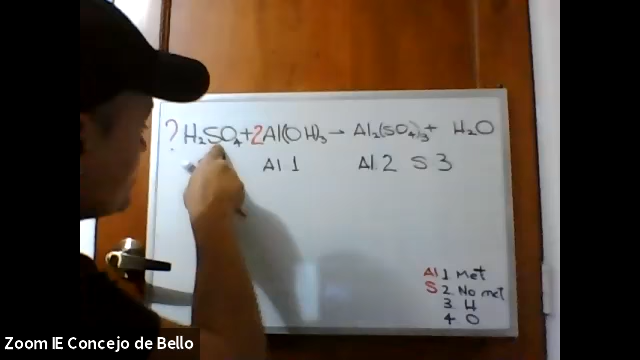 ? H₂SO₄ + 2Al(OH)₃ → Al₂(SO₄)₃ + H₂O
Al 1 Al 2 S 3
Al 1 Met
S 2. No met
3 H
4 O
Zoom IE Concejo de Bello